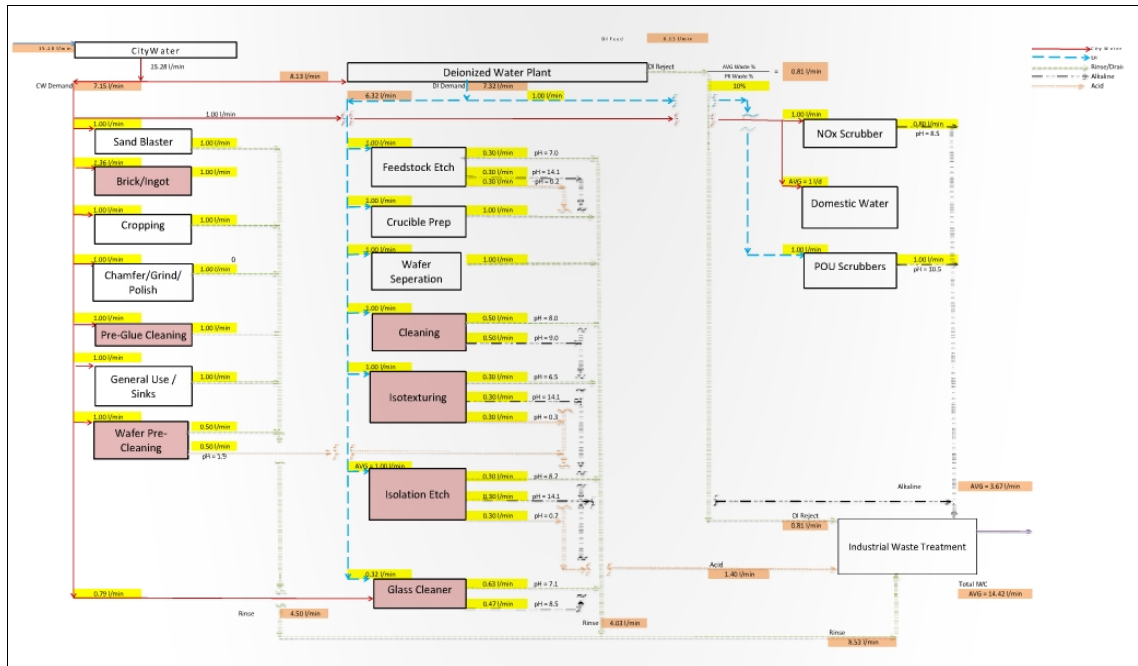 15.28 l/min
CityWater
15.28 l/min
DI Feed
8.13 l/min
City Water
DI
Rinse/Drain
Alkaline
Acid
CW Demand
7.15 l/min
8.13 l/min
Deionized Water Plant
DI Reject
AVG Waste %
PR Waste %
=
0.81 l/min
10%
DI Demand
7.32 l/min
6.32 l/min
1.00 l/min
1.00 l/min
1.00 l/min
Sand Blaster
1.00 l/min
1.36 l/min
Brick/Ingot
1.00 l/min
1.00 l/min
Cropping
1.00 l/min
1.00 l/min
0
Chamfer/Grind/
Polish
1.00 l/min
1.00 l/min
Pre-Glue Cleaning
1.00 l/min
1.00 l/min
General Use /
Sinks
1.00 l/min
1.00 l/min
Wafer Pre-
Cleaning
0.50 l/min
0.50 l/min
pH = 1.9
0.79 l/min
1.00 l/min
Feedstock Etch
0.30 l/min pH = 7.0
0.30 l/min pH = 14.1
0.30 l/min pH = 0.2
1.00 l/min
Crucible Prep
1.00 l/min
1.00 l/min
Wafer
Seperation
1.00 l/min
1.00 l/min
Cleaning
0.50 l/min pH = 8.0
0.50 l/min pH = 9.0
1.00 l/min
Isotexturing
0.30 l/min pH = 6.5
0.30 l/min pH = 14.1
0.30 l/min pH = 0.3
AVG = 1.00 l/min
Isolation Etch
0.30 l/min pH = 8.2
0.30 l/min pH = 14.1
0.30 l/min pH = 0.2
0.32 l/min
Glass Cleaner
0.63 l/min pH = 7.1
0.47 l/min pH = 8.5
1.00 l/min
NOx Scrubber
0.80 l/min
pH = 8.5
AVG = 1 l/d
Domestic Water
1.00 l/min
POU Scrubbers
1.00 l/min
pH = 10.5
Alkaline
AVG = 3.67 l/min
DI Reject
0.81 l/min
Industrial Waste Treatment
Acid
1.40 l/min
Total IWC
AVG = 14.42 l/min
Rinse
4.50 l/min
Rinse
4.03 l/min
Rinse
8.53 l/min